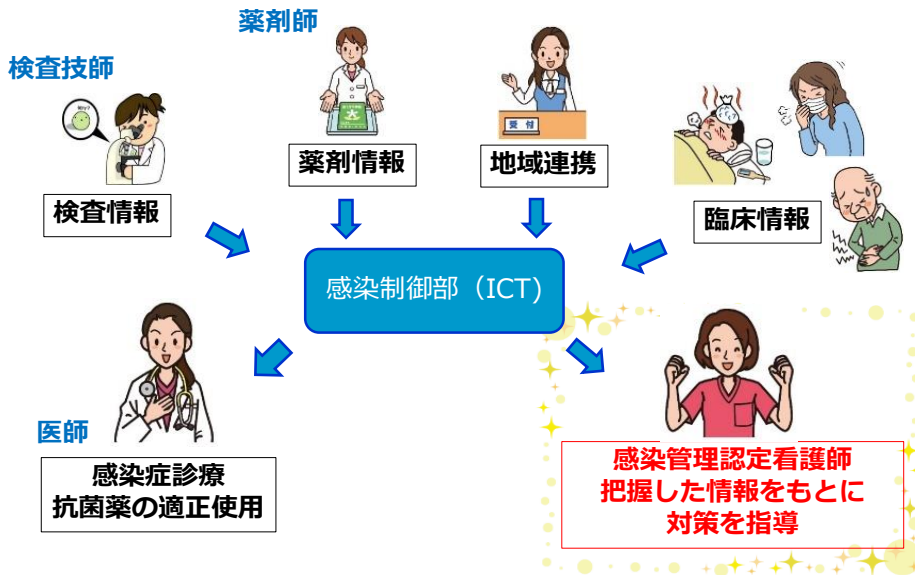 薬剤師
検査技師
受付
薬剤情報
地域連携
検査情報
臨床情報
感染制御部（ICT)
医師
感染症診療
抗菌薬の適正使用
感染管理認定看護師
把握した情報をもとに
対策を指導